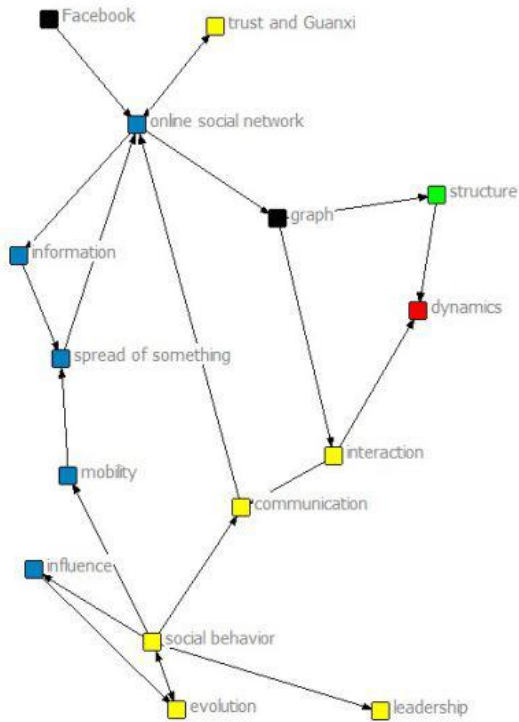 Facebook
trust and Guanxi
online social network
structure
graph
information
dynamics
spread of something
interaction
mobility
communication
influence
social behavior
evolution
leadership